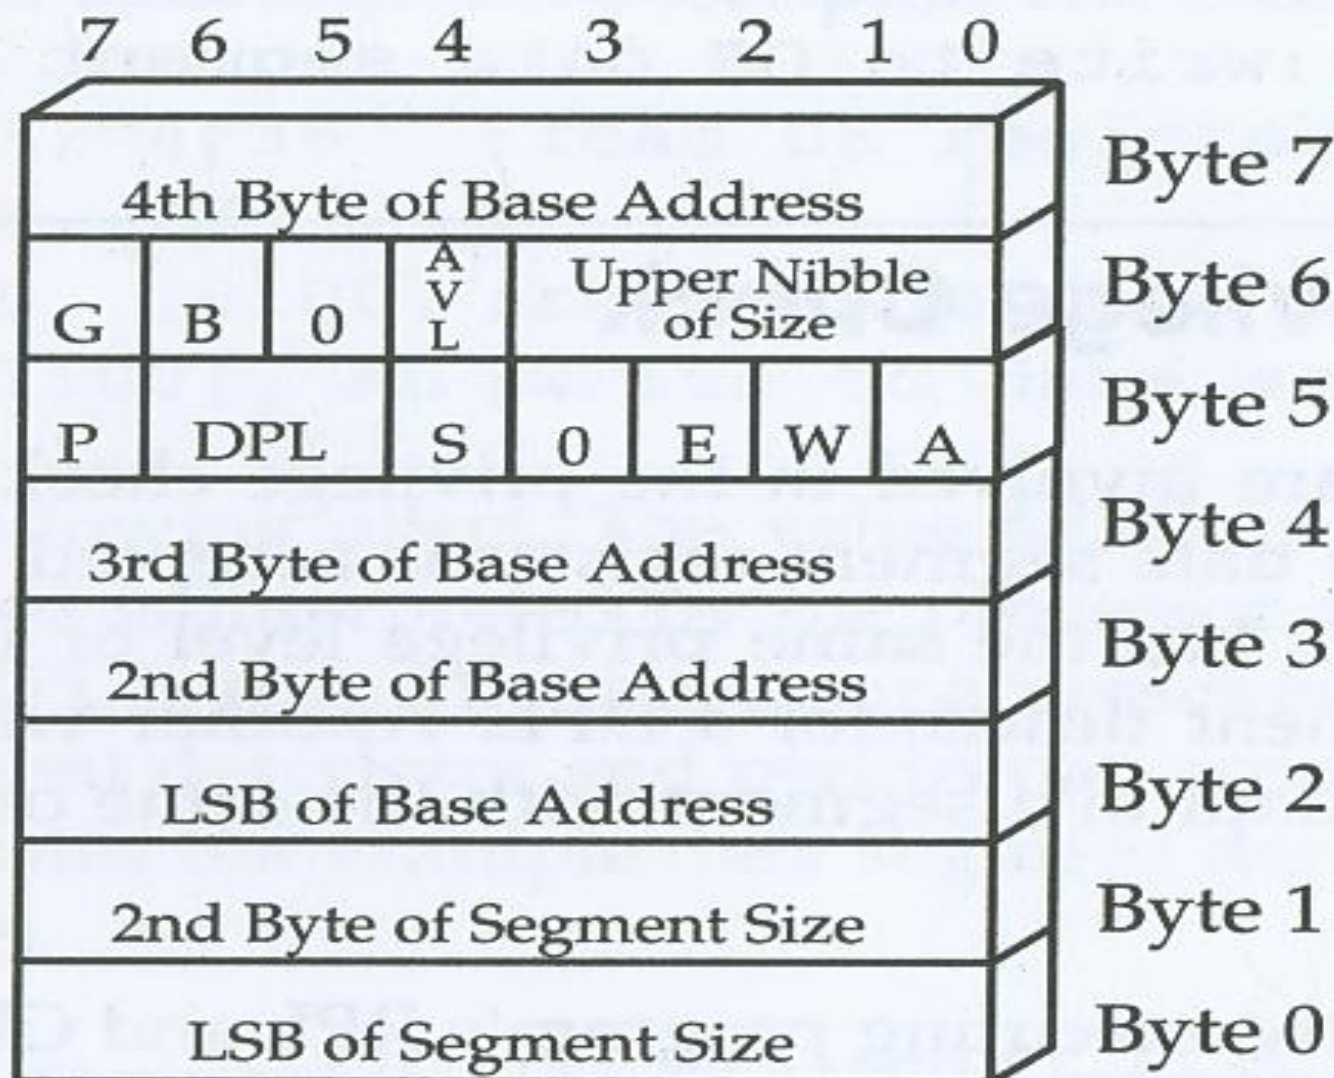 7 6 5 4 3 2 1 0
4th Byte of Base Address
Byte 7
G B 0 AVL Upper Nibble
of Size
Byte 6
P DPL S 0 E W A
Byte 5
3rd Byte of Base Address
Byte 4
2nd Byte of Base Address
Byte 3
LSB of Base Address
Byte 2
2nd Byte of Segment Size
Byte 1
LSB of Segment Size
Byte 0